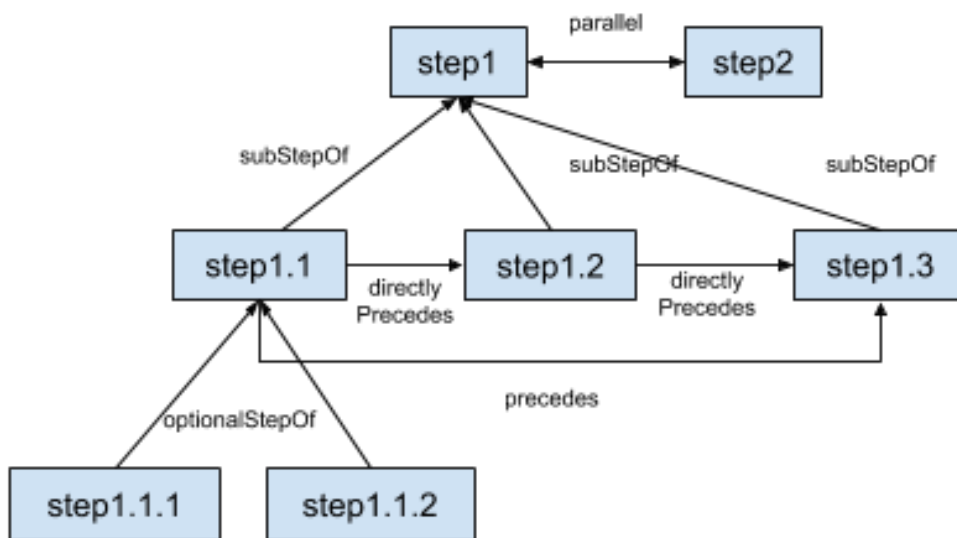 parallel
step1
step2
subStepOf
subStepOf
subStepOf
step1.1
step1.2
step1.3
directly
Precedes
directly
Precedes
precedes
optionalStepOf
step1.1.1
step1.1.2